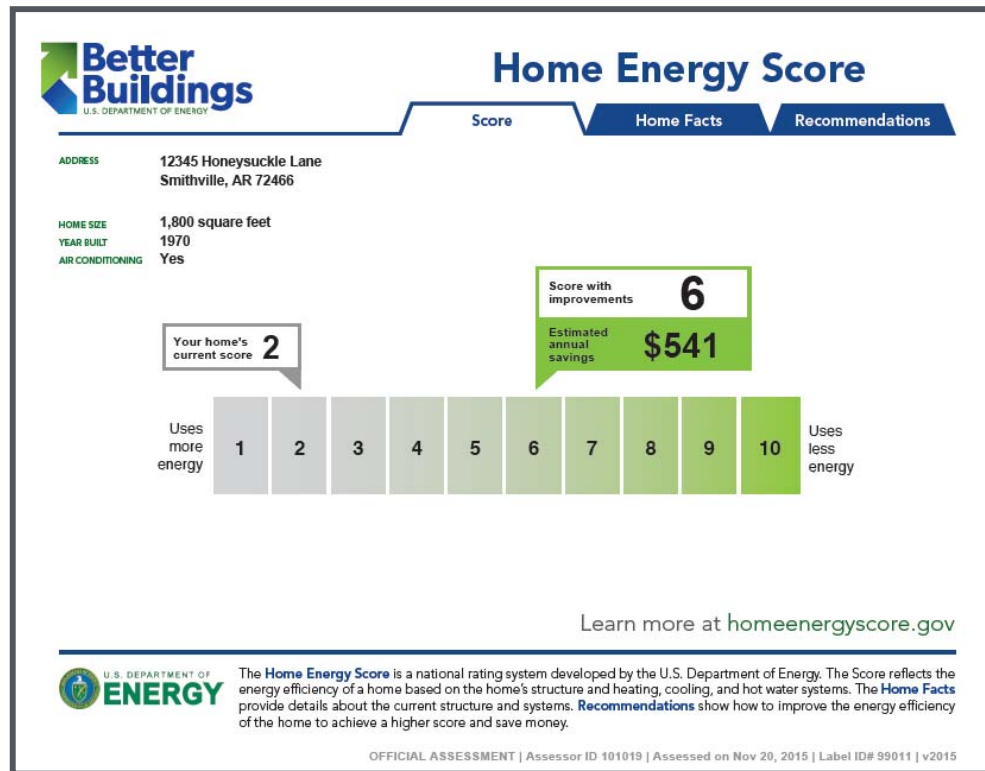 Better
Buildings
U.S. DEPARTMENT OF ENERGY
Home Energy Score
Score
Home Facts
Recommendations
ADDRESS 12345 Honeysuckle Lane
Smithville, AR 72466
HOME SIZE 1,800 square feet
YEAR BUILT 1970
AIR CONDITIONING Yes
Score with
improvements 6
Estimated
annual
savings $541
Your home's
current score 2
Uses
more
energy
1 2 3 4 5 6 7 8 9 10
Uses
less
energy
Learn more at homeenergyscore.gov
U.S. DEPARTMENT OF
ENERGY
The Home Energy Score is a national rating system developed by the U.S. Department of Energy. The Score reflects the
energy efficiency of a home based on the home's structure and heating, cooling, and hot water systems. The Home Facts
provide details about the current structure and systems. Recommendations show how to improve the energy efficiency
of the home to achieve a higher score and save money.
OFFICIAL ASSESSMENT | Assessor ID 101019 | Assessed on Nov 20, 2015 | Label ID# 99011 | v2015